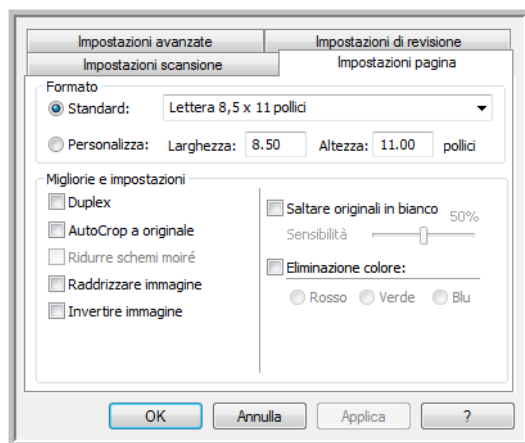 Impostazioni avanzate Impostazioni di revisione
Impostazioni scansione Impostazioni pagina
Formato
Standard: Lettera 8,5 x 11 pollici
Personalizza: Larghezza: 8.50 Altezza: 11.00 pollici
Migliorie e impostazioni
Duplex
AutoCrop a originale
Ridurre schemi moiré
Raddrizzare immagine
Invertire immagine
Saltare originali in bianco 50%
Sensibilità
Eliminazione colore:
Rosso Verde Blu
OK Annulla Applica ?